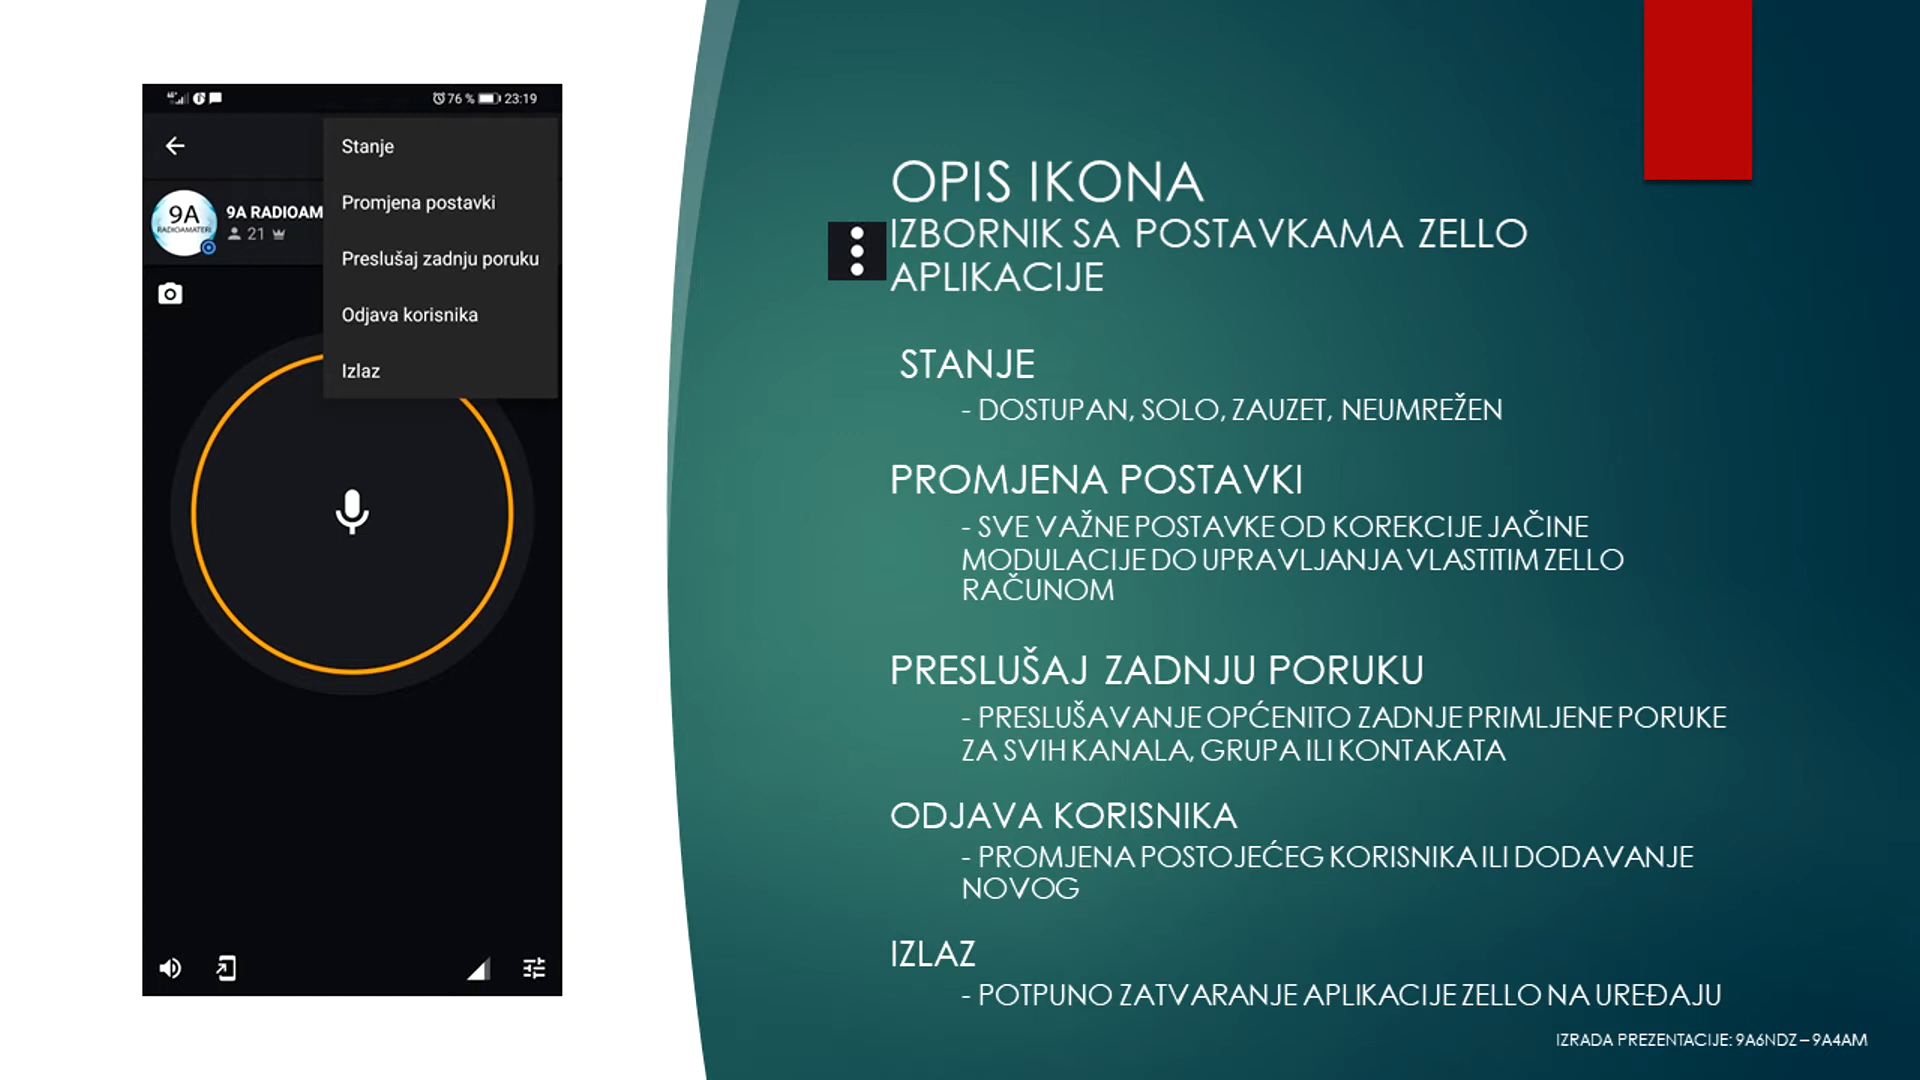 76 % 23:19
Stanje
Promjena postavki
9A
RADIOAMATERI
9A RADIOAM
21
Preslušaj zadnju poruku
Odjava korisnika
Izlaz
OPIS IKONA
IZBORNIK SA POSTAVKAMA ZELLO
APLIKACIJE
STANJE
- DOSTUPAN, SOLO, ZAUZET, NEUMREŽEN
PROMJENA POSTAVKI
- SVE VAŽNE POSTAVKE OD KOREKCIJE JAČINE
MODULACIJE DO UPRAVLJANJA VLASTITIM ZELLO
RAČUNOM
PRESLUŠAJ ZADNJU PORUKU
- PRESLUŠAVANJE OPĆENITO ZADNJE PRIMLJENE PORUKE
ZA SVIH KANALA, GRUPA ILI KONTAKATA
ODJAVA KORISNIKA
- PROMJENA POSTOJEĆEG KORISNIKA ILI DODAVANJE
NOVOG
IZLAZ
- POTPUNO ZATVARANJE APLIKACIJE ZELLO NA UREĐAJU
IZRADA PREZENTACIJE: 9A6NDZ – 9A4AM